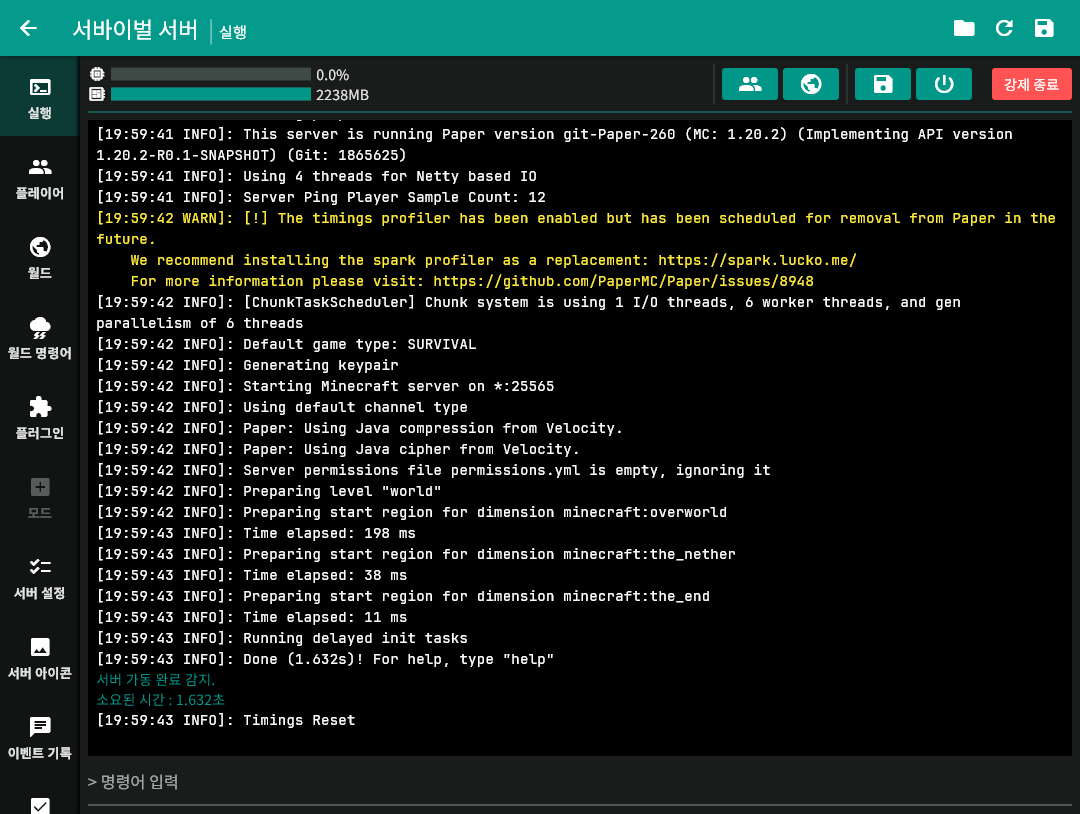 서바이벌 서버
실행
실행
플레이어
월드
월드 명령어
플러그인
모드
서버 설정
서버 아이콘
이벤트 기록
0.0%
2238MB
강제 종료
[19:59:41 INFO]: This server is running Paper version git-Paper-260 (MC: 1.20.2) (Implementing API version
1.20.2-R0.1-SNAPSHOT) (Git: 1865625)
[19:59:41 INFO]: Using 4 threads for Netty based IO
[19:59:41 INFO]: Server Ping Player Sample Count: 12
[19:59:42 WARN]: [!] The timings profiler has been enabled but has been scheduled for removal from Paper in the
future.
We recommend installing the spark profiler as a replacement: https://spark.lucko.me/
For more information please visit: https://github.com/PaperMC/Paper/issues/8948
[19:59:42 INFO]: [ChunkTaskScheduler] Chunk system is using 1 I/O threads, 6 worker threads, and gen
parallelism of 6 threads
[19:59:42 INFO]: Default game type: SURVIVAL
[19:59:42 INFO]: Generating keypair
[19:59:42 INFO]: Starting Minecraft server on *:25565
[19:59:42 INFO]: Using default channel type
[19:59:42 INFO]: Paper: Using Java compression from Velocity.
[19:59:42 INFO]: Paper: Using Java cipher from Velocity.
[19:59:42 INFO]: Server permissions file permissions.yml is empty, ignoring it
[19:59:42 INFO]: Preparing level "world"
[19:59:42 INFO]: Preparing start region for dimension minecraft:overworld
[19:59:43 INFO]: Time elapsed: 198 ms
[19:59:43 INFO]: Preparing start region for dimension minecraft:the_nether
[19:59:43 INFO]: Time elapsed: 38 ms
[19:59:43 INFO]: Preparing start region for dimension minecraft:the_end
[19:59:43 INFO]: Time elapsed: 11 ms
[19:59:43 INFO]: Running delayed init tasks
[19:59:43 INFO]: Done (1.632s)! For help, type "help"
서버 가동 완료 감지.
소요된 시간 : 1.632초
[19:59:43 INFO]: Timings Reset
> 명령어 입력